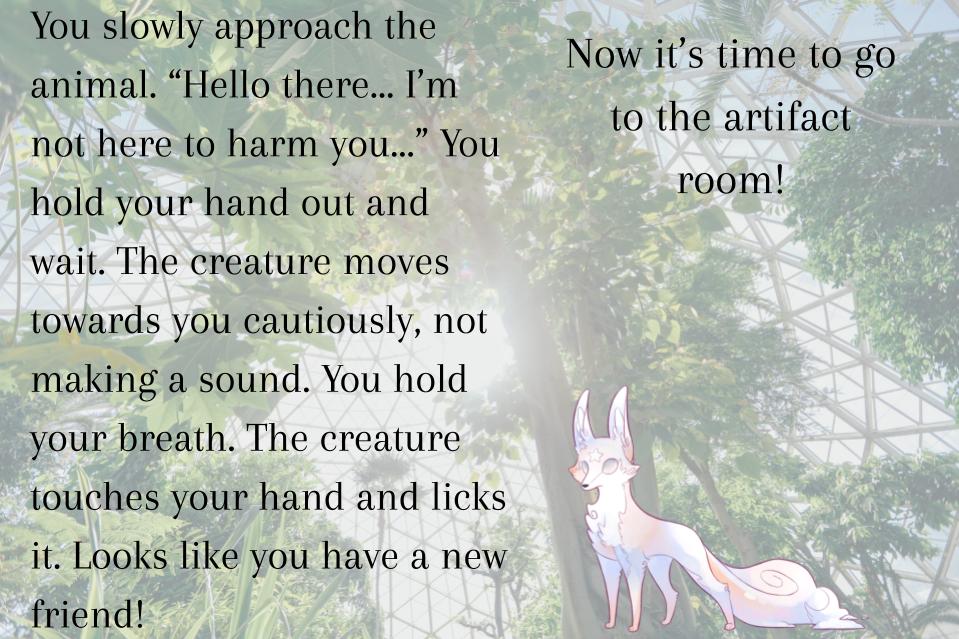 You slowly approach the
animal. “Hello there... I’m
not here to harm you...” You
hold your hand out and
wait. The creature moves
towards you cautiously, not
making a sound. You hold
your breath. The creature
touches your hand and licks
it. Looks like you have a new
friend!
Now it’s time to go
to the artifact
room!